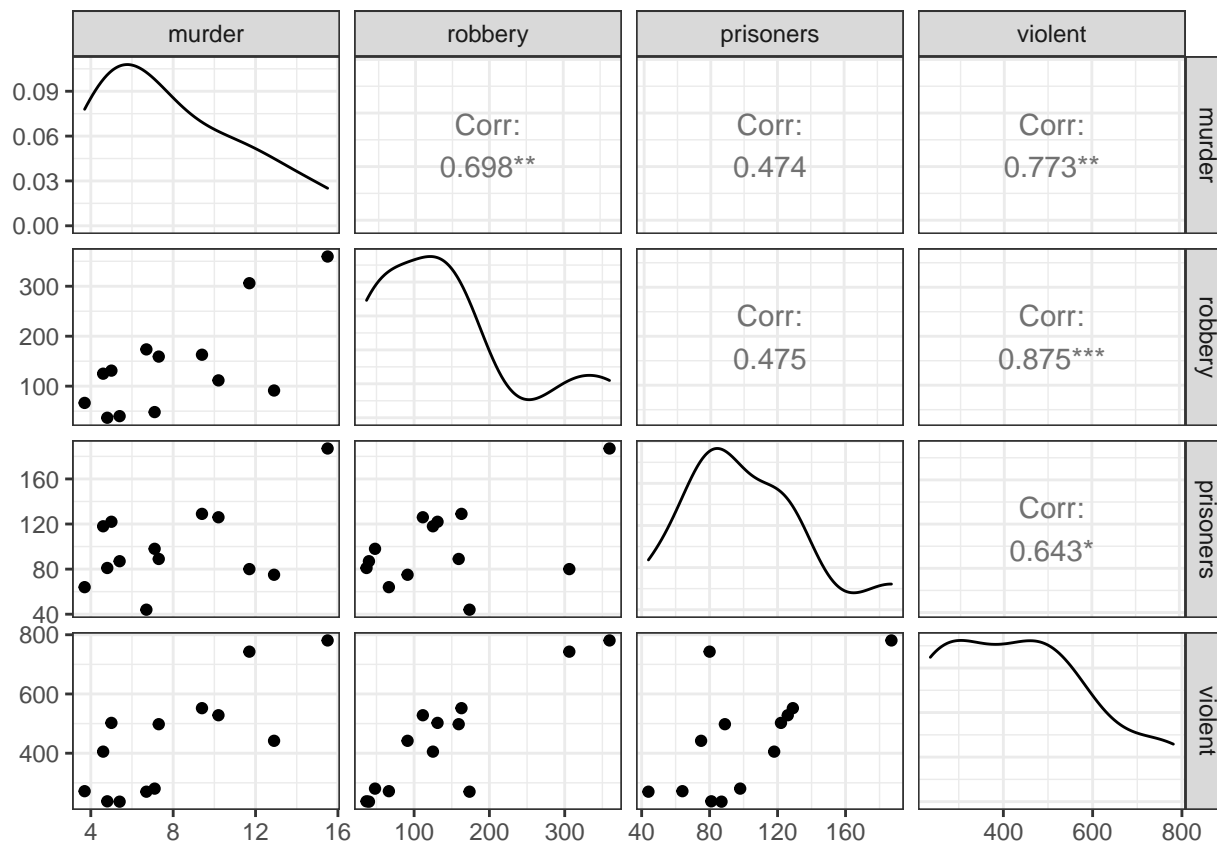 murder robbery prisoners violent
0.09
0.06
0.03
0.00
Corr:
0.698**
Corr:
0.474
Corr:
0.773**
murder
300
200
100
Corr:
0.475
Corr:
0.875***
robbery
160
120
80
40
Corr:
0.643*
prisoners
800
600
400
violent
4 8 12 16 100 200 300 40 80 120 160 400 600 800